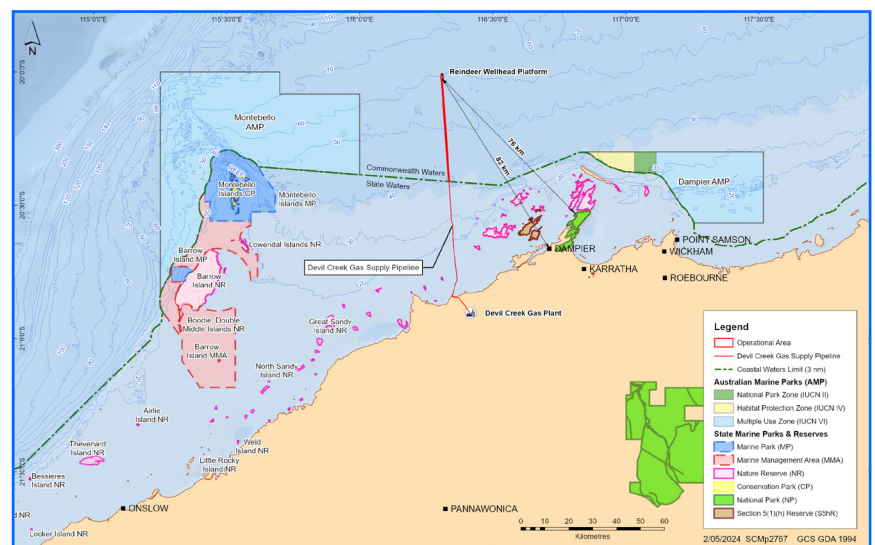 115°0'0"E
115°30'0"E
116°0'0"E
116°30'0"E
117°0'0"E
117°30'0"E
N
20°0'0"S
20°30'0"S
21°0'0"S
21°30'0"S
Reindeer Wellhead Platform
Montebello
AMP
76 km
82 km
Commonwealth Waters
State Waters
Montebello
Islands CP
Montebello
Islands MP
Dampier AMP
Lowendal Islands NR
Barrow
Island MP
Barrow
Island NR
Devil Creek Gas Supply Pipeline
DAMPIER
POINT SAMSON
WICKHAM
KARRATHA
ROEBOURNE
Boodie, Double
Middle Islands NR
Barrow
Island MMA
Great Sandy
Island NR
Devil Creek Gas Plant
North Sandy
Island NR
Airlie
Island NR
Thevenard
Island NR
Weld
Island NR
Little Rocky
Island NR
Bessieres
Island NR
d NR
Locker Island NR
ONSLOW
PANNAWONICA
Legend
Operational Area
Devil Creek Gas Supply Pipeline
Coastal Waters Limit (3 nm)
Australian Marine Parks (AMP)
National Park Zone (IUCN II)
Habitat Protection Zone (IUCN IV)
Multiple Use Zone (IUCN VI)
State Marine Parks & Reserves
Marine Park (MP)
Marine Management Area (MMA)
Nature Reserve (NR)
Conservation Park (CP)
National Park (NP)
Section 5(1)(h) Reserve (S5hR)
0 10 20 30 40 50 60
Kilometres
2/05/2024 SCMp2767 GCS GDA 1994